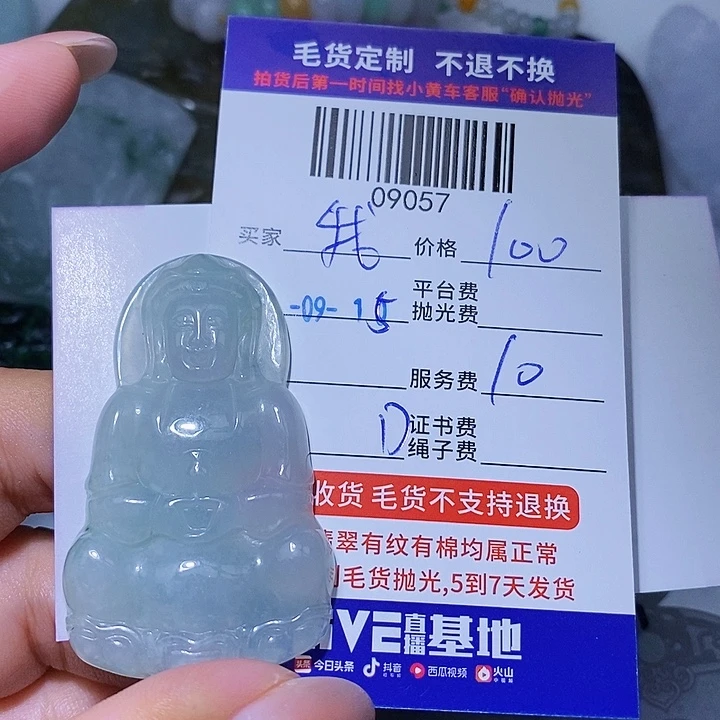 毛货定制 不退不换
拍货后第一时间找小黄车客服“确认抛光”
09057
买家 价格 100
平台费
-09- 15 抛光费
服务费 10
D 证书费
绳子费
收货 毛货不支持退换
翡翠有纹有棉均属正常
毛货抛光,5到7天发货
VE直播基地
头条 今日头条 抖音 西瓜视频 火山